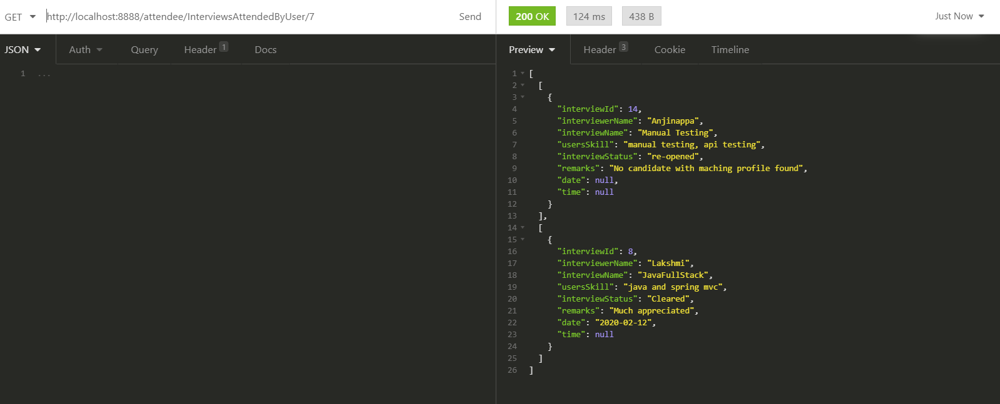 GET http://localhost:8888/attendee/InterviewsAttendedByUser/7 Send
200 OK 124 ms 438 B Just Now
JSON Auth Query Header 1 Docs
Preview Header 3 Cookie Timeline
1 ...
1 [
2 [
3 {
4 "interviewId": 14,
5 "interviewerName": "Anjinappa",
6 "interviewName": "Manual Testing",
7 "usersSkill": "manual testing, api testing",
8 "interviewStatus": "re-opened",
9 "remarks": "No candidate with maching profile found",
10 "date": null,
11 "time": null
12 }
13 ],
14 [
15 {
16 "interviewId": 8,
17 "interviewerName": "Lakshmi",
18 "interviewName": "JavaFullStack",
19 "usersSkill": "java and spring mvc",
20 "interviewStatus": "Cleared",
21 "remarks": "Much appreciated",
22 "date": "2020-02-12",
23 "time": null
24 }
25 ]
26 ]